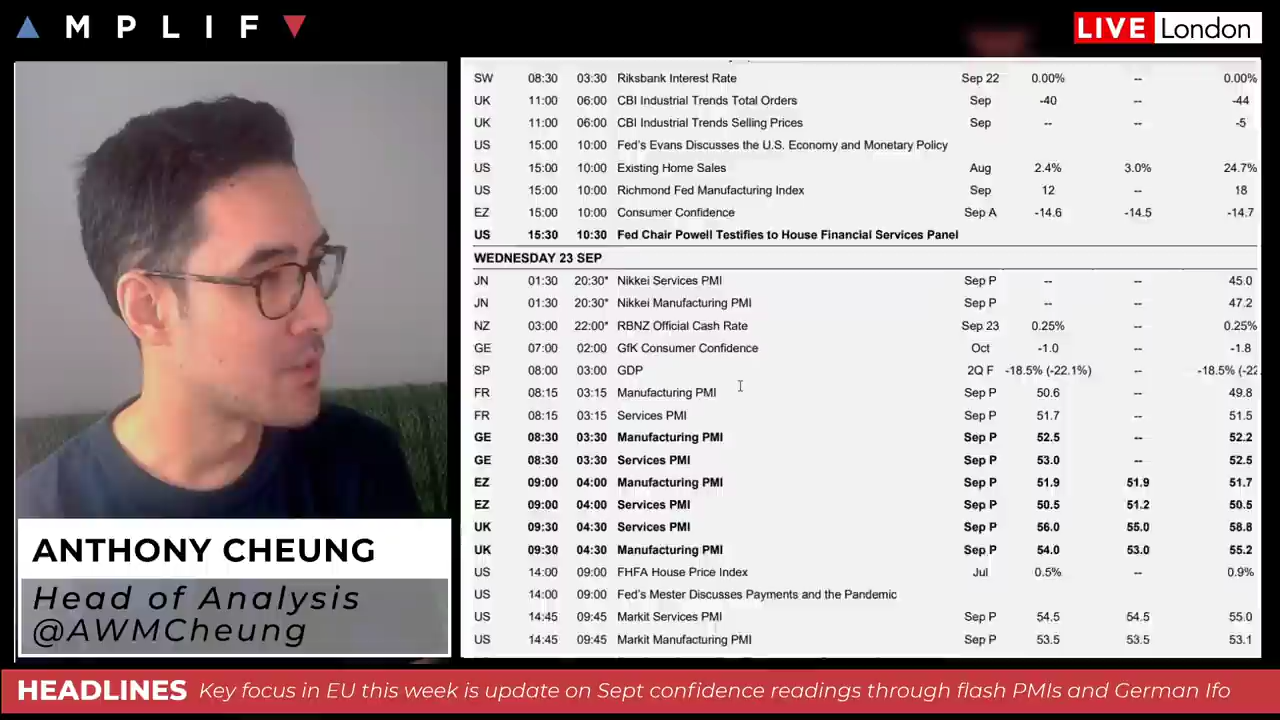 AMPLIFY
LIVE London
SW 08:30 03:30 Riksbank Interest Rate Sep 22 0.00% -- 0.00%
UK 11:00 06:00 CBI Industrial Trends Total Orders Sep -40 -- -44
UK 11:00 06:00 CBI Industrial Trends Selling Prices Sep -- -- -5
US 15:00 10:00 Fed's Evans Discusses the U.S. Economy and Monetary Policy
US 15:00 10:00 Existing Home Sales Aug 2.4% 3.0% 24.7%
US 15:00 10:00 Richmond Fed Manufacturing Index Sep 12 -- 18
EZ 15:00 10:00 Consumer Confidence Sep A -14.6 -14.5 -14.7
US 15:30 10:30 Fed Chair Powell Testifies to House Financial Services Panel
WEDNESDAY 23 SEP
JN 01:30 20:30* Nikkei Services PMI Sep P -- -- 45.0
JN 01:30 20:30* Nikkei Manufacturing PMI Sep P -- -- 47.2
NZ 03:00 22:00* RBNZ Official Cash Rate Sep 23 0.25% -- 0.25%
GE 07:00 02:00 GfK Consumer Confidence Oct -1.0 -- -1.8
SP 08:00 03:00 GDP 2Q F -18.5% (-22.1%) -- -18.5% (-22
FR 08:15 03:15 Manufacturing PMI Sep P 50.6 -- 49.8
FR 08:15 03:15 Services PMI Sep P 51.7 -- 51.5
GE 08:30 03:30 Manufacturing PMI Sep P 52.5 -- 52.2
GE 08:30 03:30 Services PMI Sep P 53.0 -- 52.5
EZ 09:00 04:00 Manufacturing PMI Sep P 51.9 51.9 51.7
EZ 09:00 04:00 Services PMI Sep P 50.5 51.2 50.5
UK 09:30 04:30 Services PMI Sep P 56.0 55.0 58.8
UK 09:30 04:30 Manufacturing PMI Sep P 54.0 53.0 55.2
US 14:00 09:00 FHFA House Price Index Jul 0.5% -- 0.9%
US 14:00 09:00 Fed's Mester Discusses Payments and the Pandemic
US 14:45 09:45 Markit Services PMI Sep P 54.5 54.5 55.0
US 14:45 09:45 Markit Manufacturing PMI Sep P 53.5 53.5 53.1
ANTHONY CHEUNG
Head of Analysis
@AWMCheung
HEADLINES Key focus in EU this week is update on Sept confidence readings through flash PMIs and German Ifo